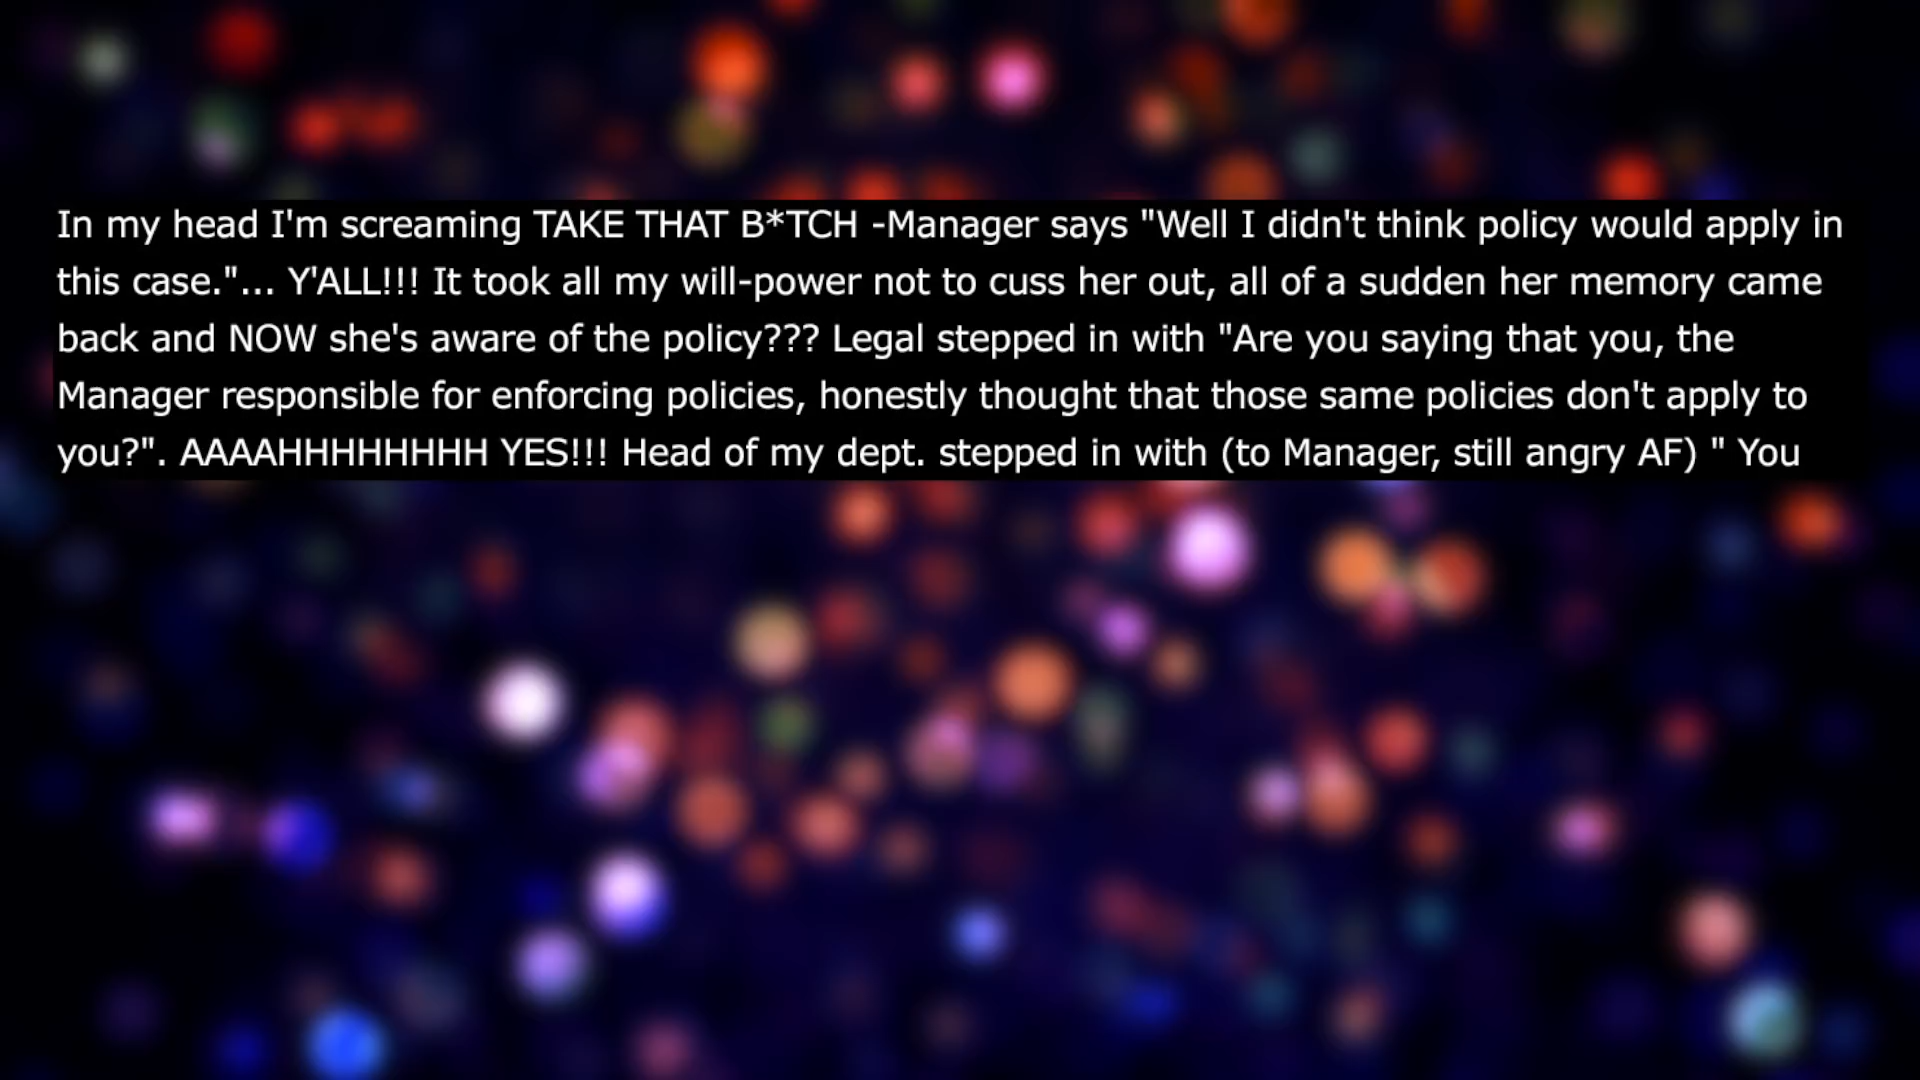 In my head I'm screaming TAKE THAT B*TCH -Manager says "Well I didn't think policy would apply in
this case."... Y'ALL!!! It took all my will-power not to cuss her out, all of a sudden her memory came
back and NOW she's aware of the policy??? Legal stepped in with "Are you saying that you, the
Manager responsible for enforcing policies, honestly thought that those same policies don't apply to
you?". AAAAHHHHHHHHH YES!!! Head of my dept. stepped in with (to Manager, still angry AF) " You